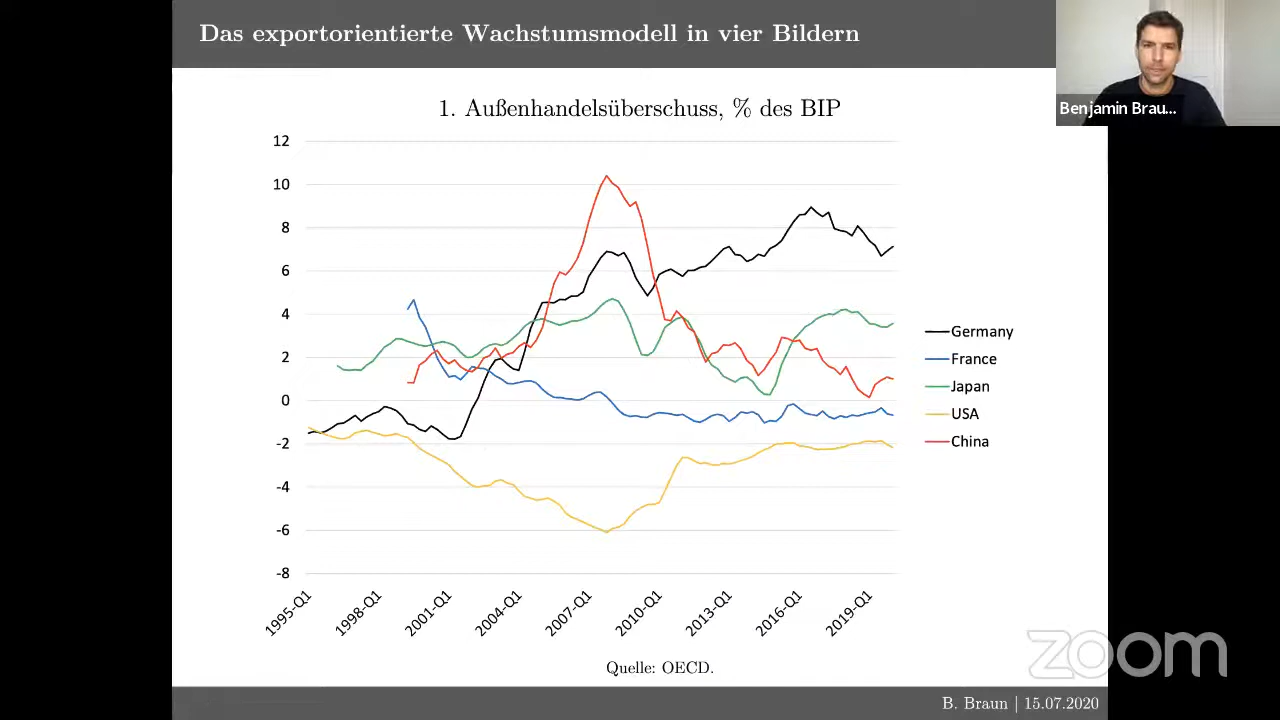 Das exportorientierte Wachstumsmodell in vier Bildern
Benjamin Brau...
1. Außenhandelsüberschuss, % des BIP
12
10
8
6
4
2
0
-2
-4
-6
-8
1995-Q1
1998-Q1
2001-Q1
2004-Q1
2007-Q1
2010-Q1
2013-Q1
2016-Q1
2019-Q1
Germany
France
Japan
USA
China
Quelle: OECD.
zoom
B. Braun | 15.07.2020